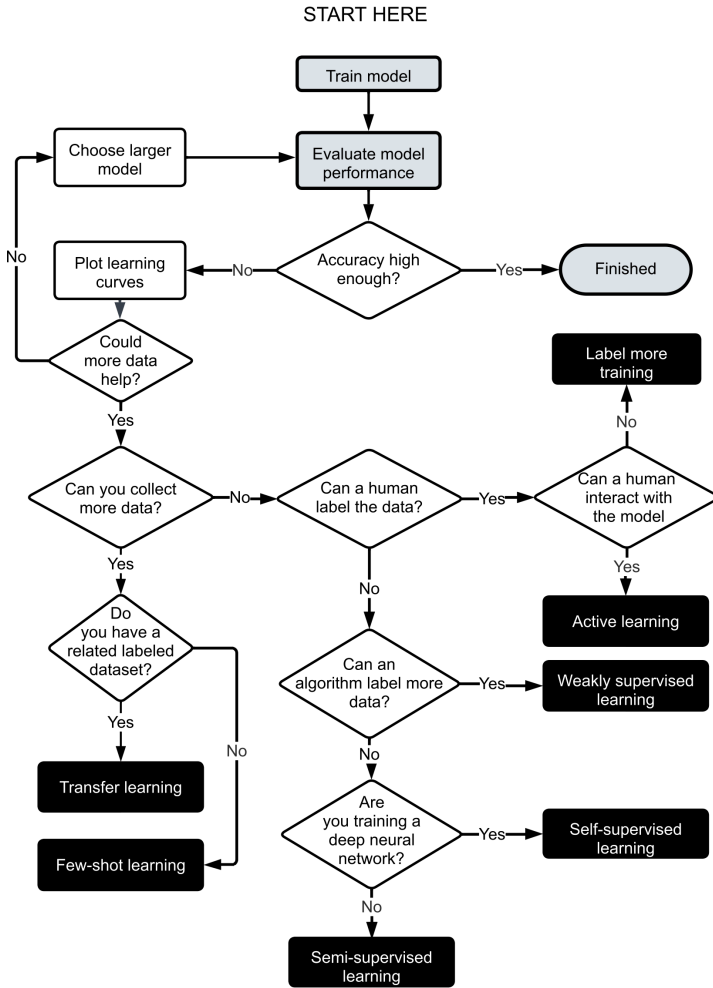 START HERE
Train model
Choose larger
model
Evaluate model
performance
No
Plot learning
curves
No
Accuracy high
enough?
Yes
Finished
Could
more data
help?
Label more
training
Yes
No
Can you collect
more data?
No
Can a human
label the data?
Yes
Can a human
interact with
the model
Yes
No
Yes
Do
you have a
related labeled
dataset?
Active learning
Can an
algorithm label more
data?
Yes
Weakly supervised
learning
Yes
No
No
Transfer learning
Are
you training a
deep neural
network?
Yes
Self-supervised
learning
Few-shot learning
No
Semi-supervised
learning